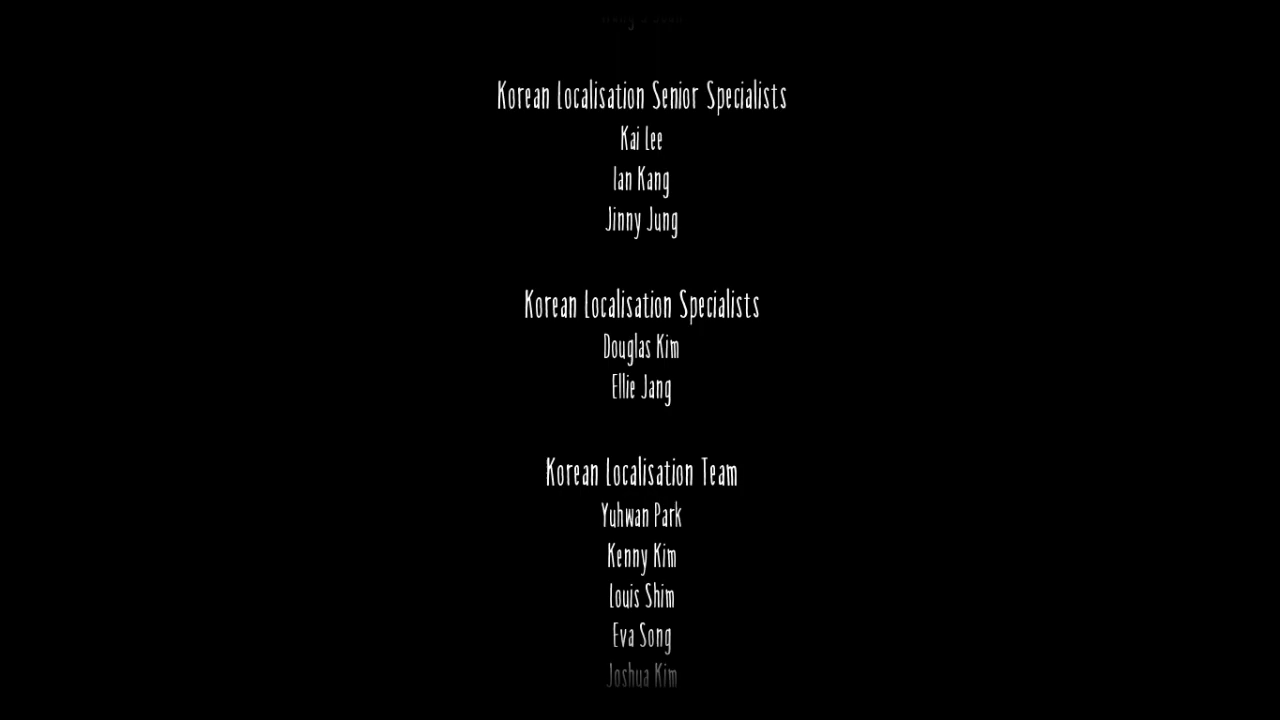 Korean Localisation Senior Specialists
Kai Lee
Ian Kang
Jinny Jung
Korean Localisation Specialists
Douglas Kim
Ellie Jang
Korean Localisation Team
Yuhwan Park
Kenny Kim
Louis Shim
Eva Song
Joshua Kim